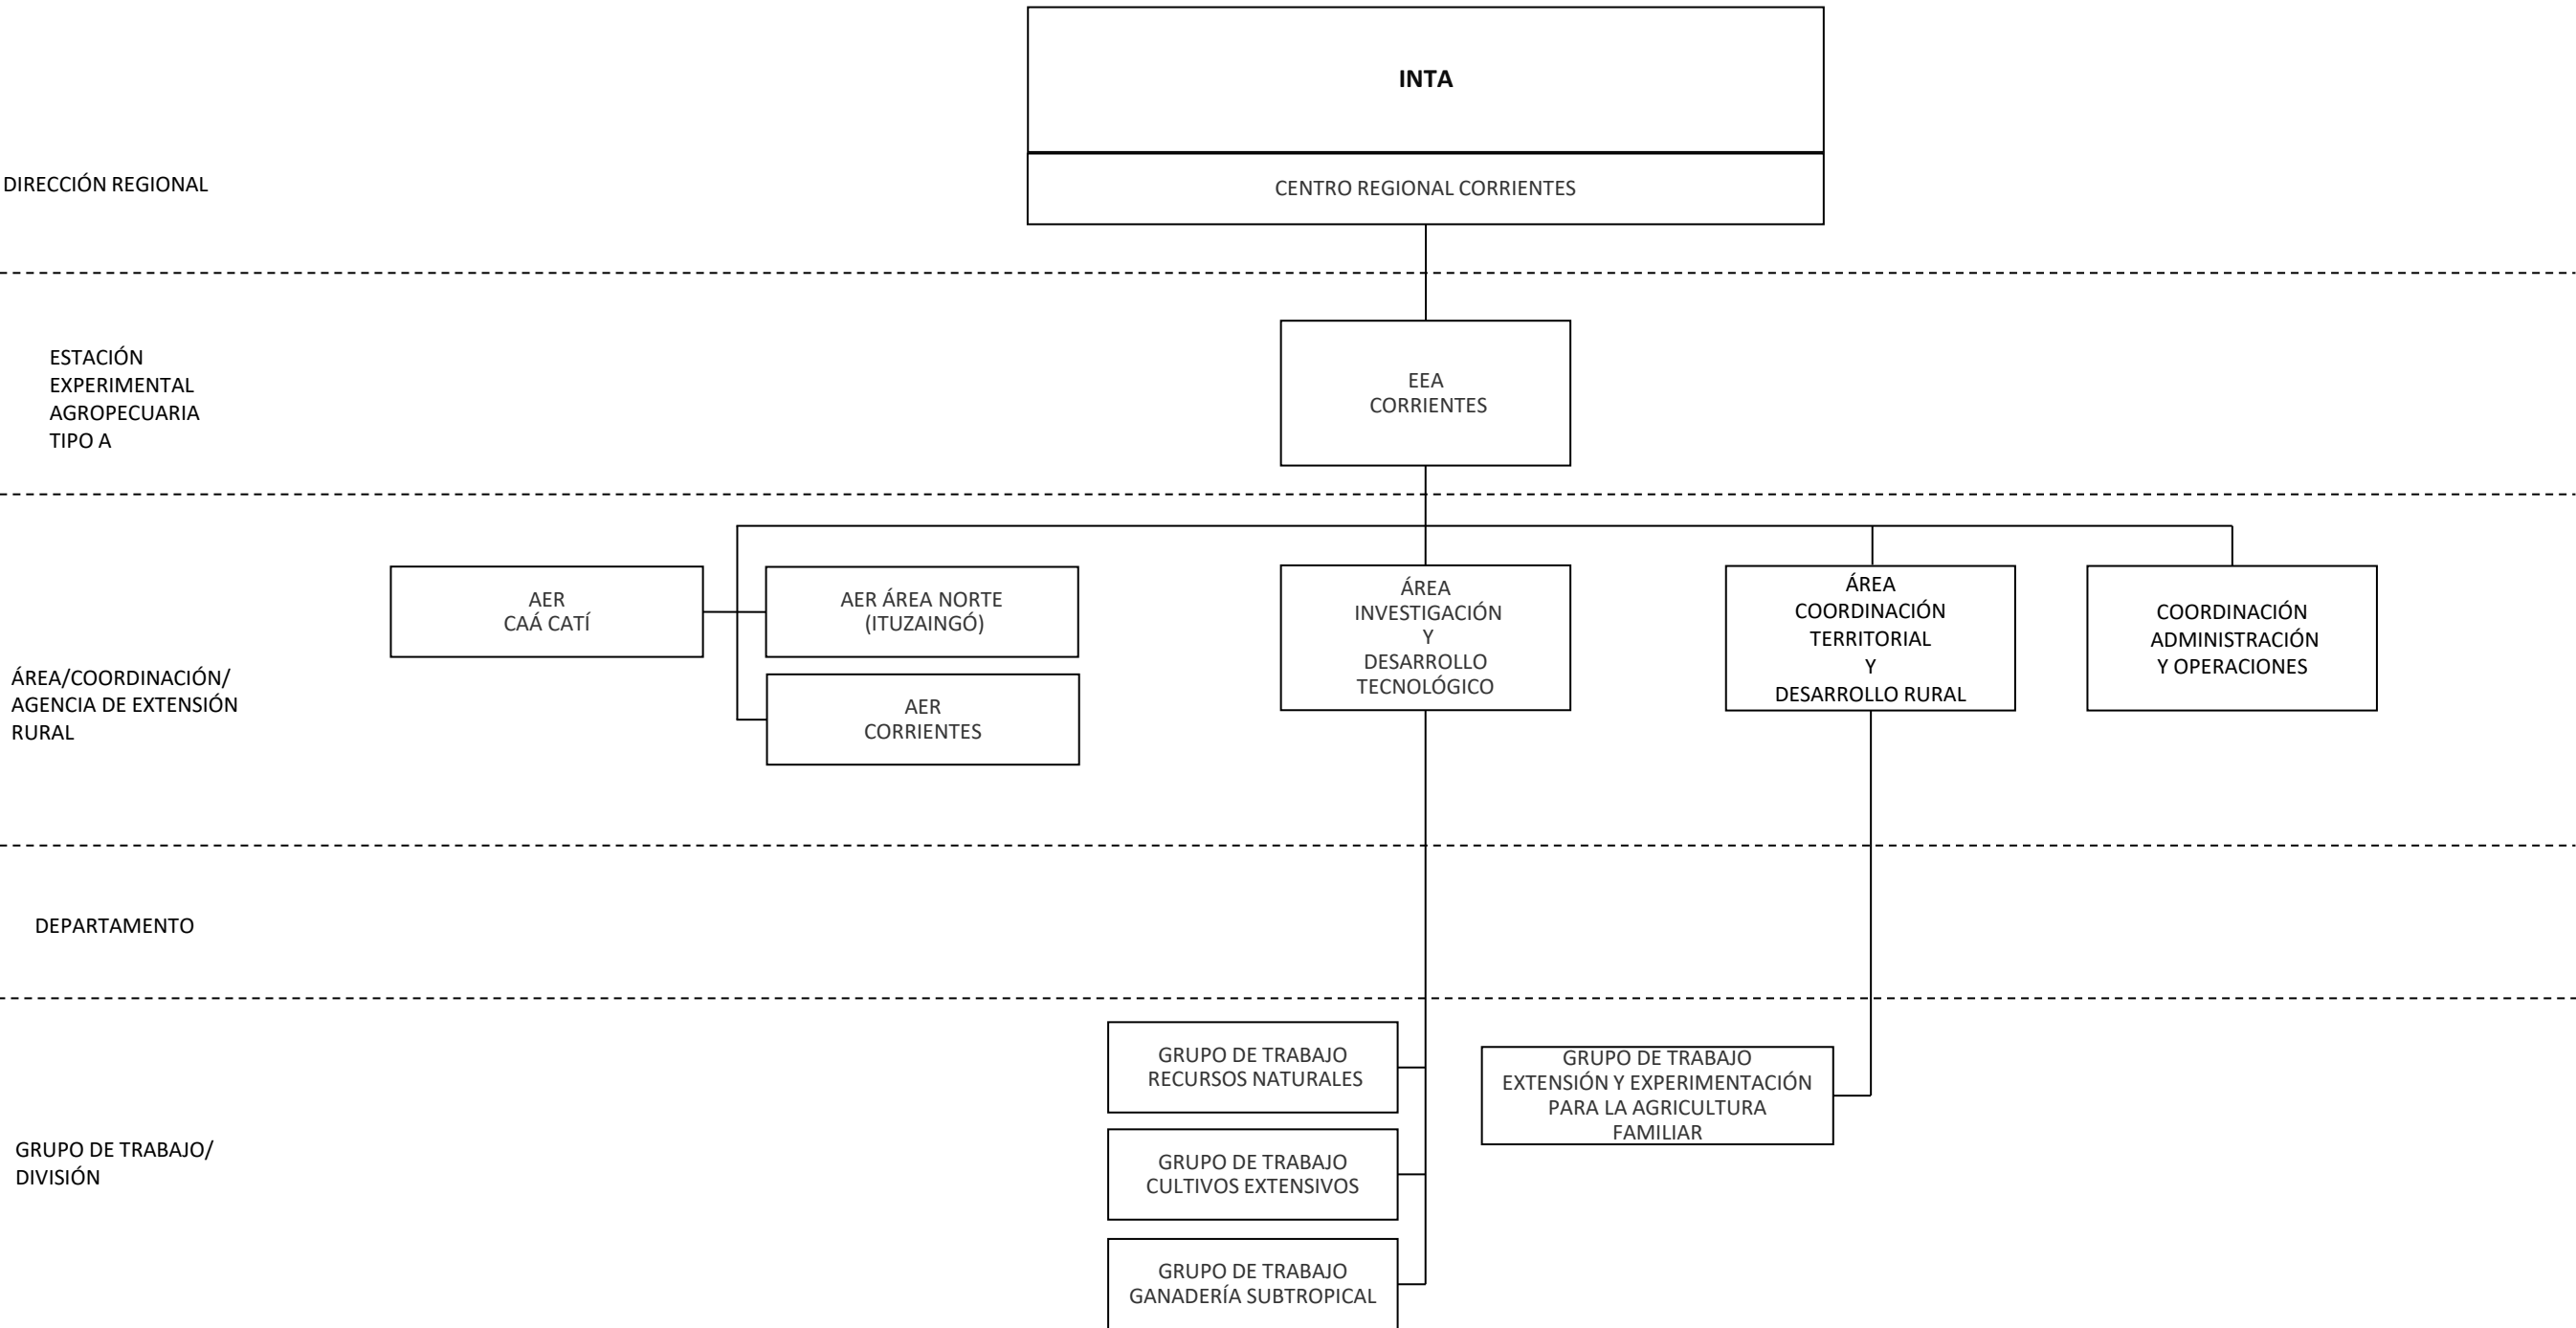 INTA
DIRECCIÓN REGIONAL
CENTRO REGIONAL CORRIENTES
ESTACIÓN
EXPERIMENTAL
AGROPECUARIA
TIPO A
EEA
CORRIENTES
ÁREA/COORDINACIÓN/
AGENCIA DE EXTENSIÓN
RURAL
AER
CAÁ CATÍ
AER ÁREA NORTE
(ITUZAINGÓ)
AER
CORRIENTES
ÁREA
INVESTIGACIÓN
Y
DESARROLLO
TECNOLÓGICO
ÁREA
COORDINACIÓN
TERRITORIAL
Y
DESARROLLO RURAL
COORDINACIÓN
ADMINISTRACIÓN
Y OPERACIONES
DEPARTAMENTO
GRUPO DE TRABAJO/
DIVISIÓN
GRUPO DE TRABAJO
RECURSOS NATURALES
GRUPO DE TRABAJO
CULTIVOS EXTENSIVOS
GRUPO DE TRABAJO
GANADERÍA SUBTROPICAL
GRUPO DE TRABAJO
EXTENSIÓN Y EXPERIMENTACIÓN
PARA LA AGRICULTURA
FAMILIAR